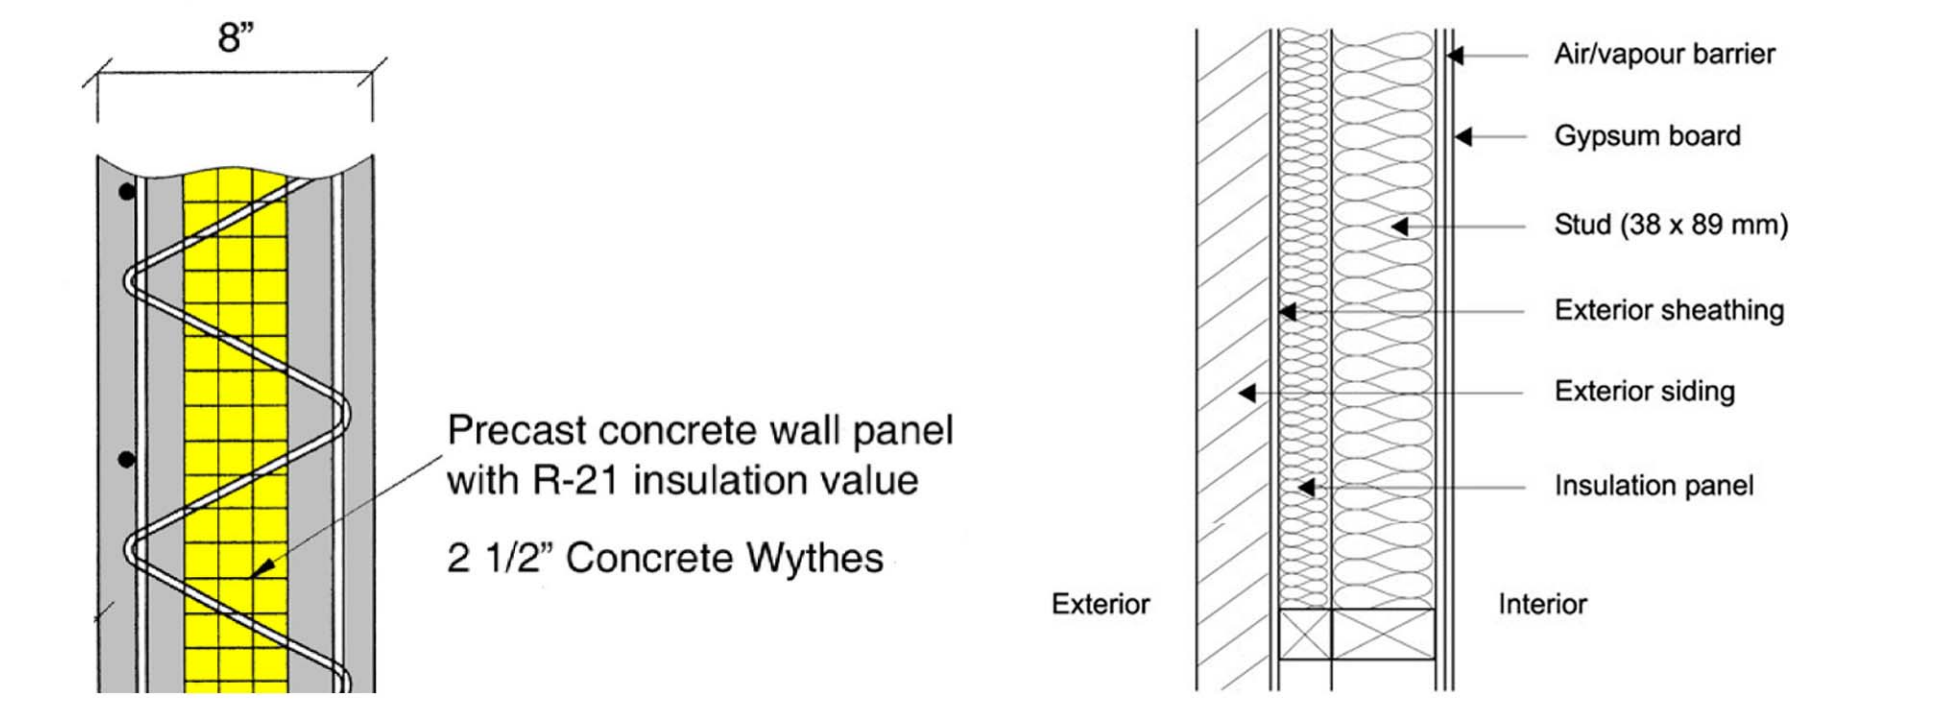 8”
Precast concrete wall panel
with R-21 insulation value
2 1/2” Concrete Wythes
Air/vapour barrier
Gypsum board
Stud (38 x 89 mm)
Exterior sheathing
Exterior siding
Insulation panel
Exterior
Interior